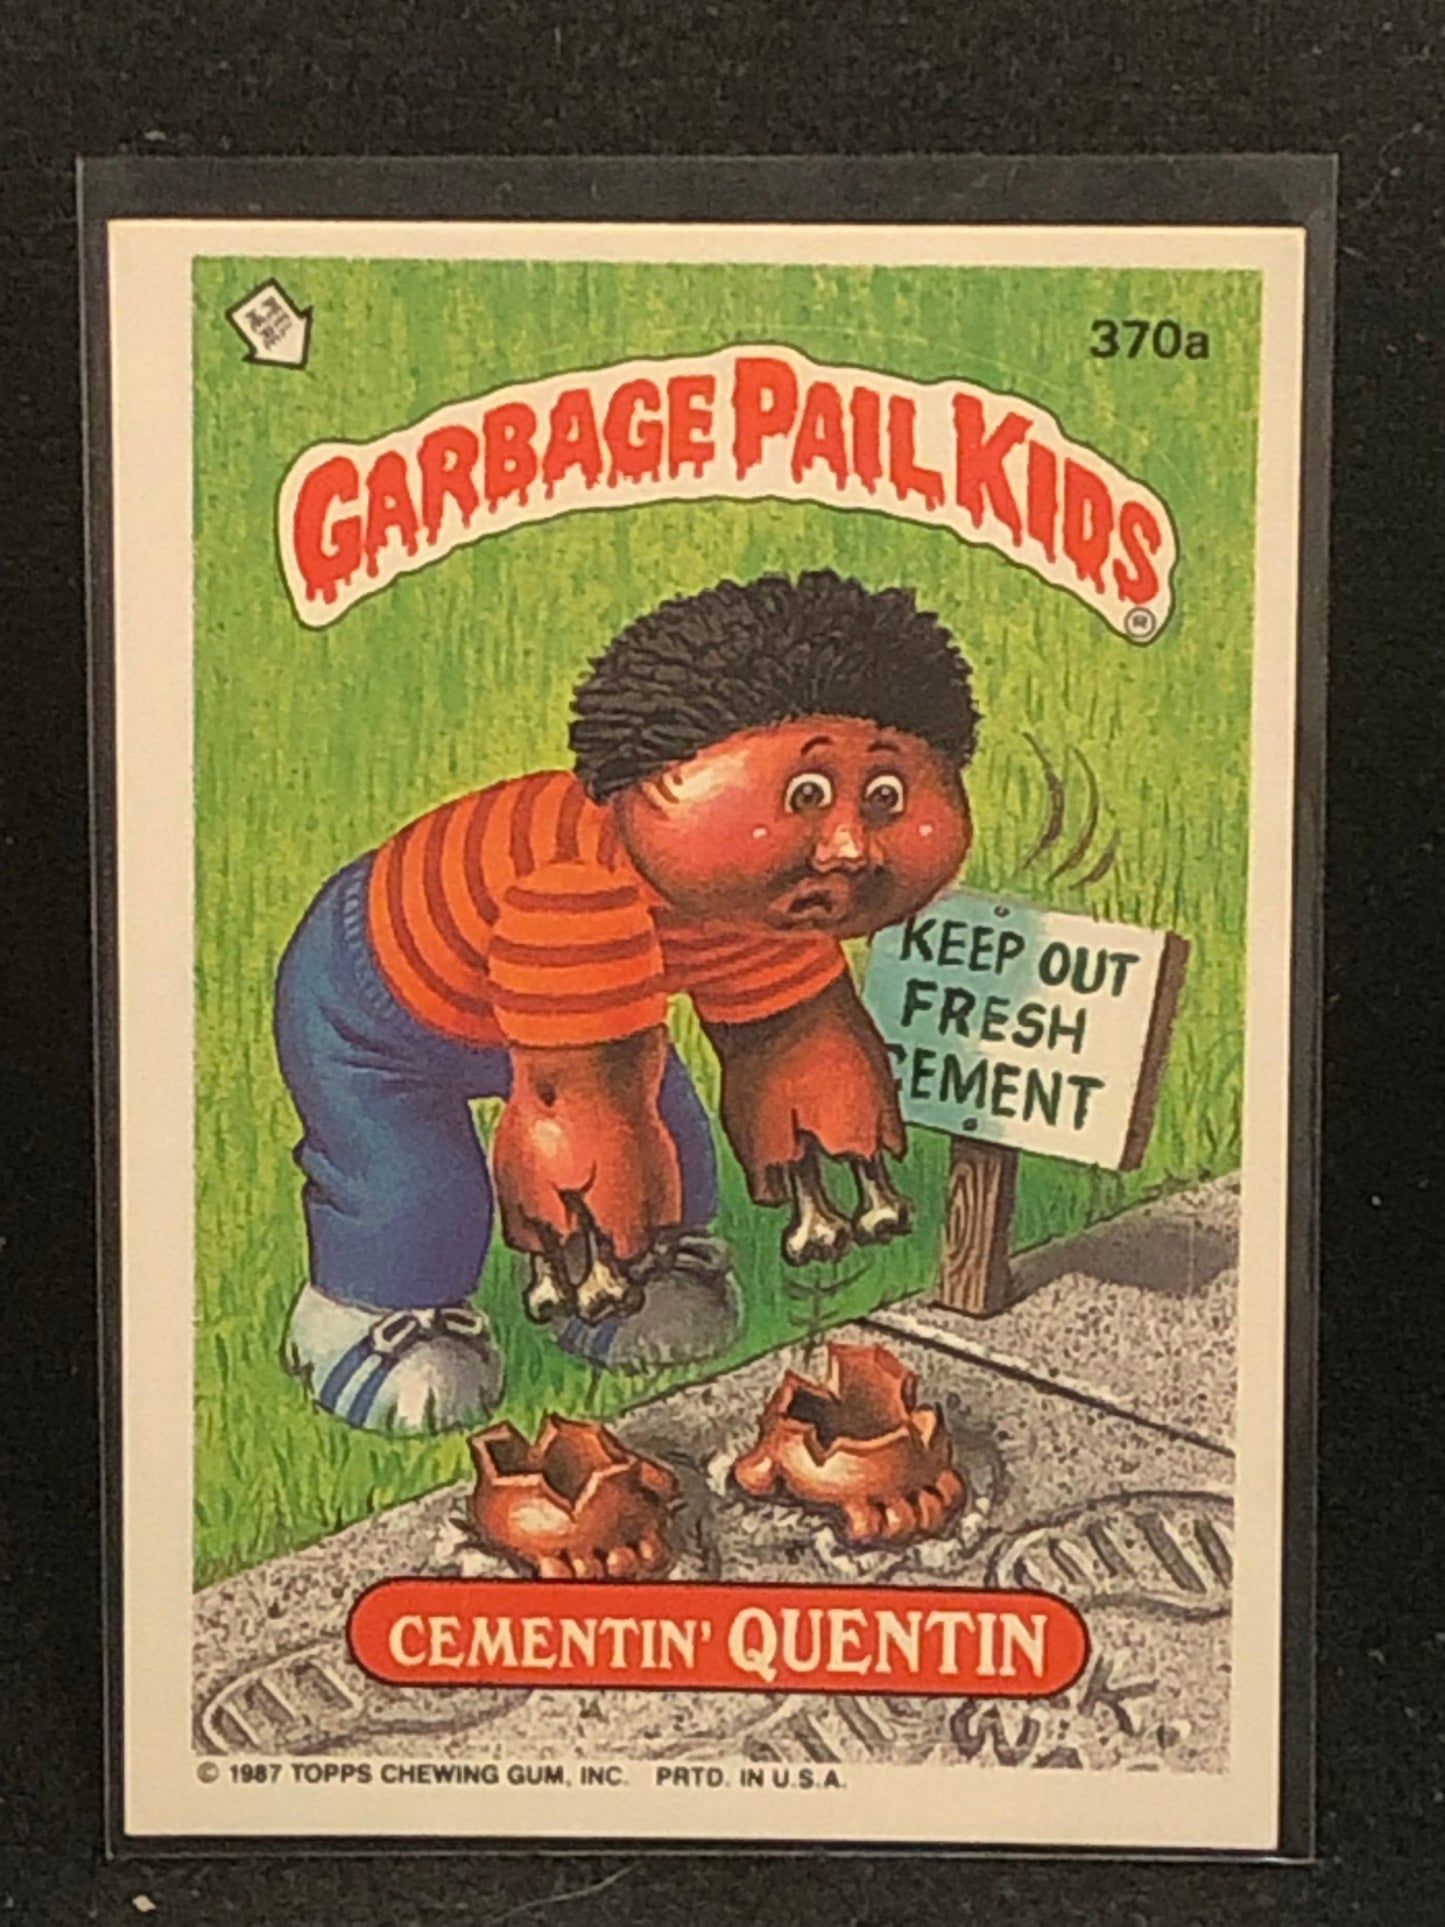 370a
GARBAGE PAIL KIDS
®
KEEP OUT
FRESH
CEMENT
CEMENTIN' QUENTIN
© 1987 TOPPS CHEWING GUM, INC. PRTD. IN U.S.A.